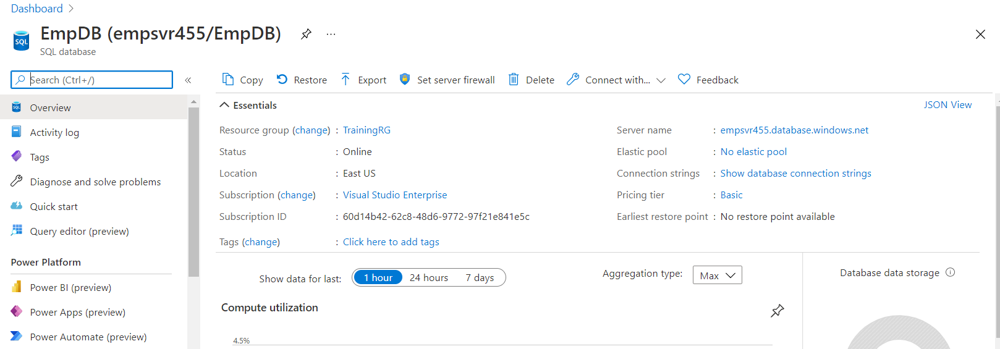 Dashboard >
EmpDB (empsvr455/EmpDB) ...
SQL
SQL database
Search (Ctrl+/) «
Copy Restore Export Set server firewall Delete Connect with... Feedback
Overview
Activity log
Tags
Diagnose and solve problems
Quick start
Query editor (preview)
Power Platform
Power BI (preview)
Power Apps (preview)
Power Automate (preview)
Essentials JSON View
Resource group (change) : TrainingRG
Status : Online
Location : East US
Subscription (change) : Visual Studio Enterprise
Subscription ID : 60d14b42-62c8-48d6-9772-97f21e841e5c
Tags (change) : Click here to add tags
Server name : empsvr455.database.windows.net
Elastic pool : No elastic pool
Connection strings : Show database connection strings
Pricing tier : Basic
Earliest restore point : No restore point available
Show data for last: 1 hour 24 hours 7 days
Aggregation type: Max
Compute utilization
4.5%
Database data storage